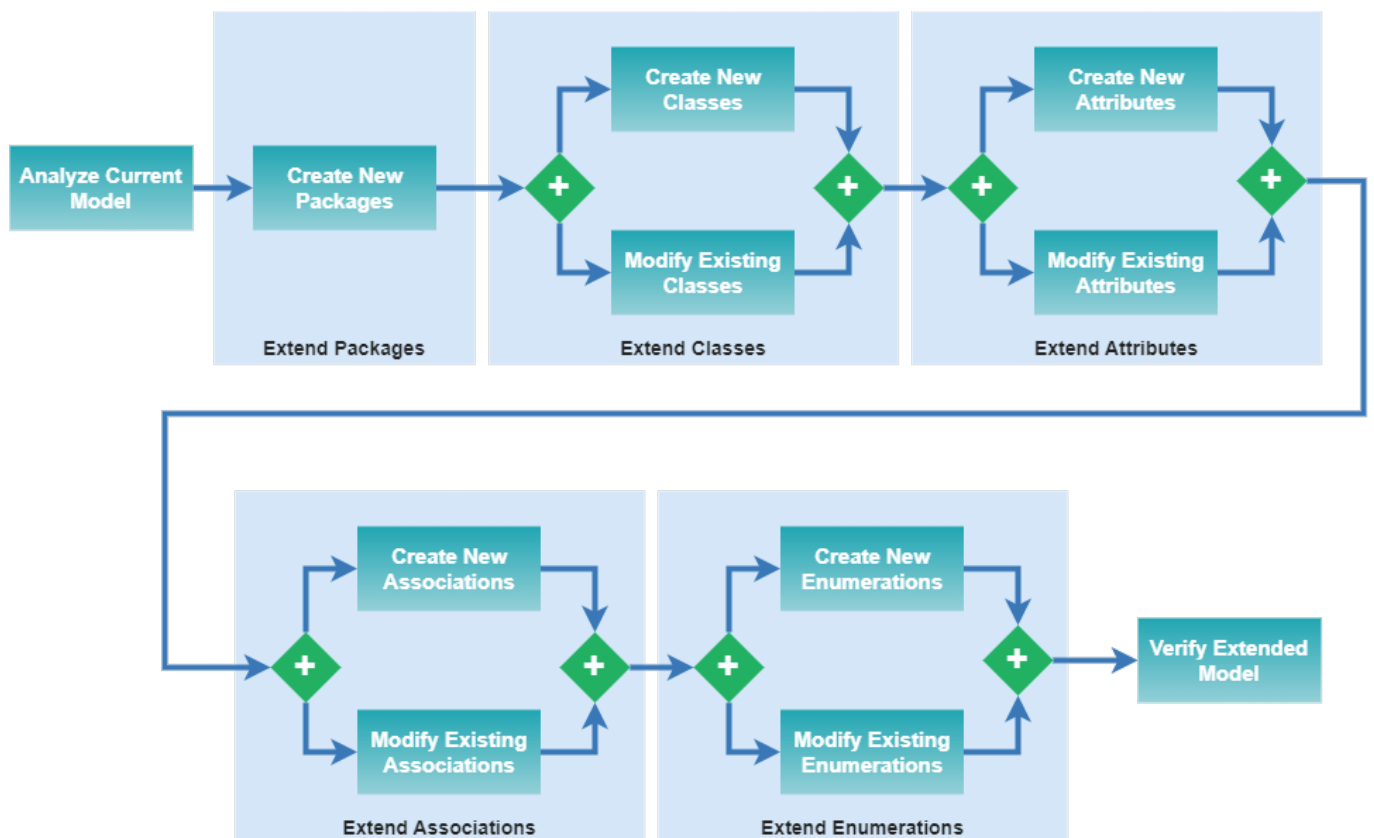 Analyze Current
Model
Create New
Packages
Extend Packages
Create New
Classes
Modify Existing
Classes
Extend Classes
Create New
Attributes
Modify Existing
Attributes
Extend Attributes
Create New
Associations
Modify Existing
Associations
Extend Associations
Create New
Enumerations
Modify Existing
Enumerations
Extend Enumerations
Verify Extended
Model